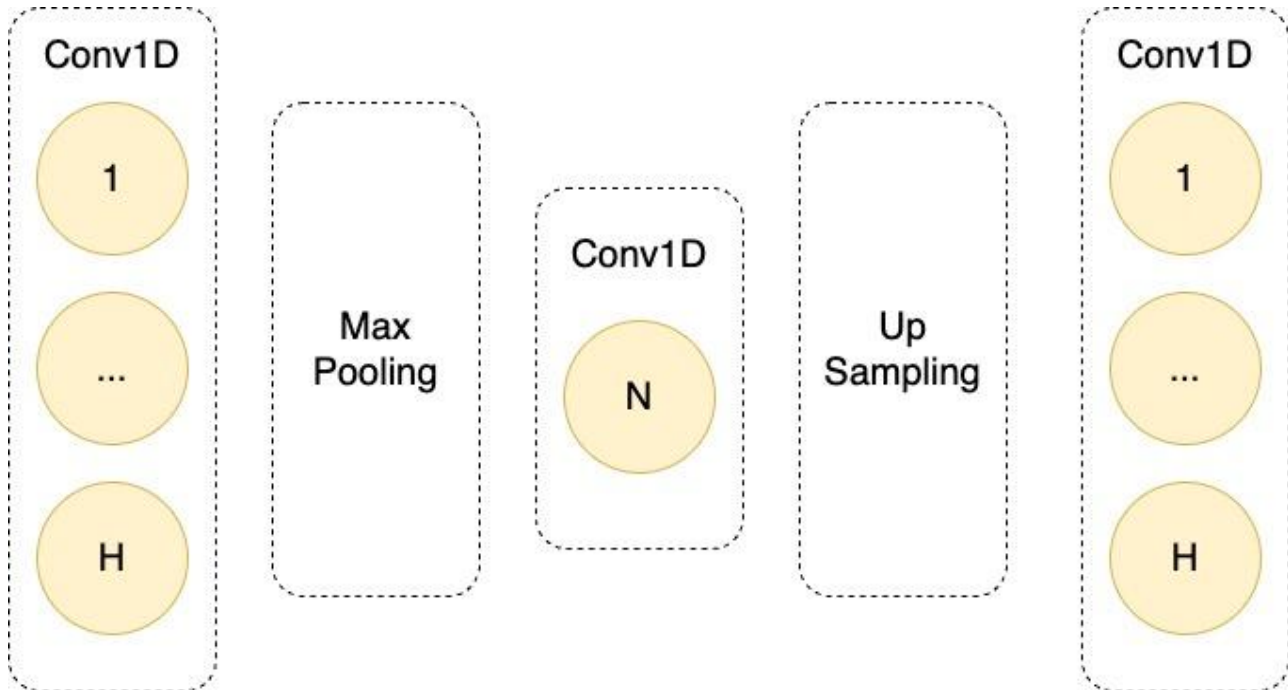 Conv1D
1
...
H
Max
Pooling
Conv1D
N
Up
Sampling
Conv1D
1
...
H